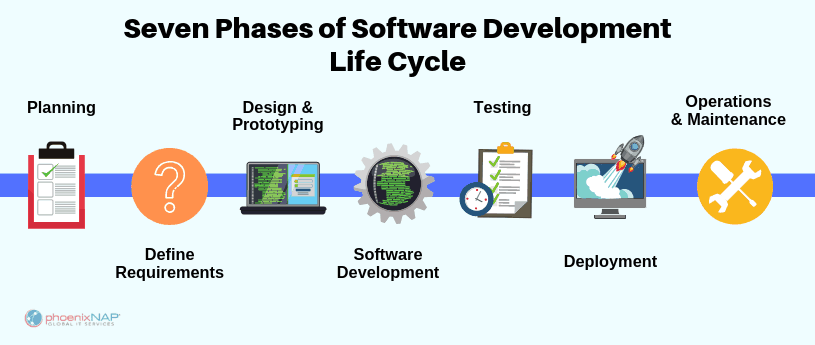 Seven Phases of Software Development
Life Cycle
Planning
Define
Requirements
Design &
Prototyping
Software
Development
Testing
Deployment
Operations
& Maintenance
phoenixNAP
GLOBAL IT SERVICES